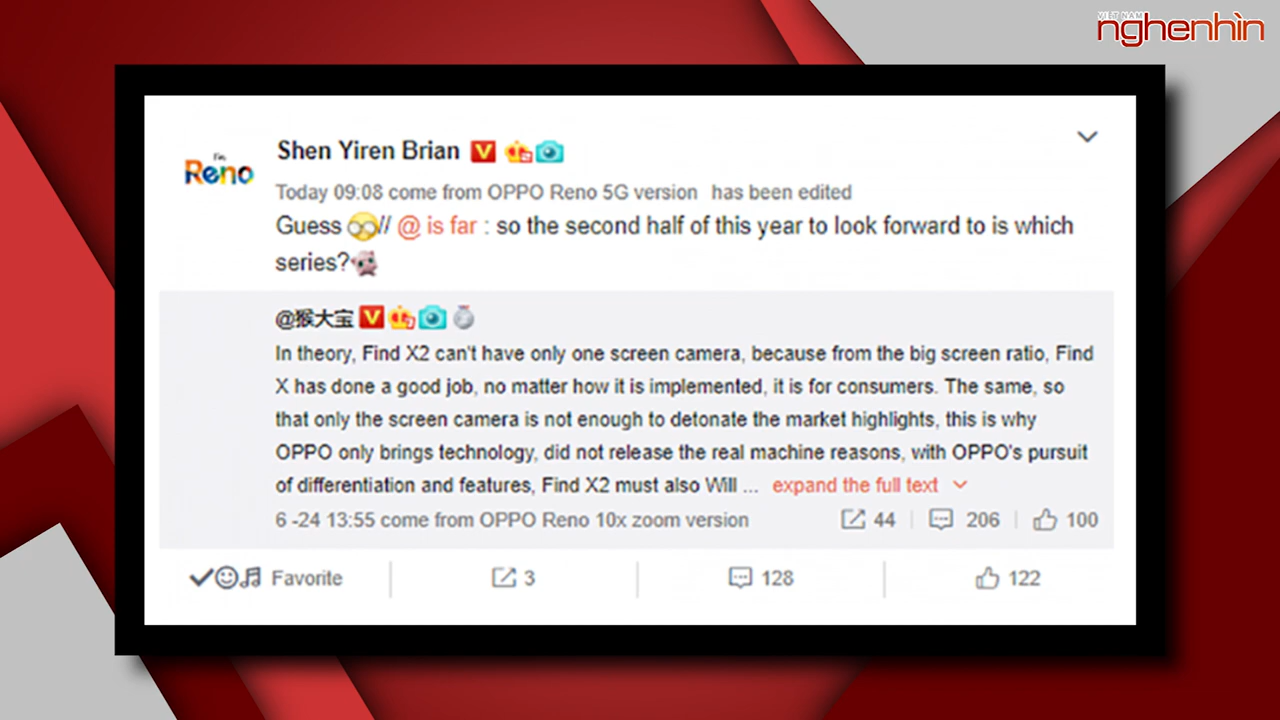 VIỆT NAM
nghenhìn
I'm
Reno
Shen Yiren Brian
Today 09:08 come from OPPO Reno 5G version has been edited
Guess // @ is far : so the second half of this year to look forward to is which
series?
@猴大宝
In theory, Find X2 can't have only one screen camera, because from the big screen ratio, Find
X has done a good job, no matter how it is implemented, it is for consumers. The same, so
that only the screen camera is not enough to detonate the market highlights, this is why
OPPO only brings technology, did not release the real machine reasons, with OPPO's pursuit
of differentiation and features, Find X2 must also Will ... expand the full text
6 -24 13:55 come from OPPO Reno 10x zoom version 44 206 100
Favorite 3 128 122